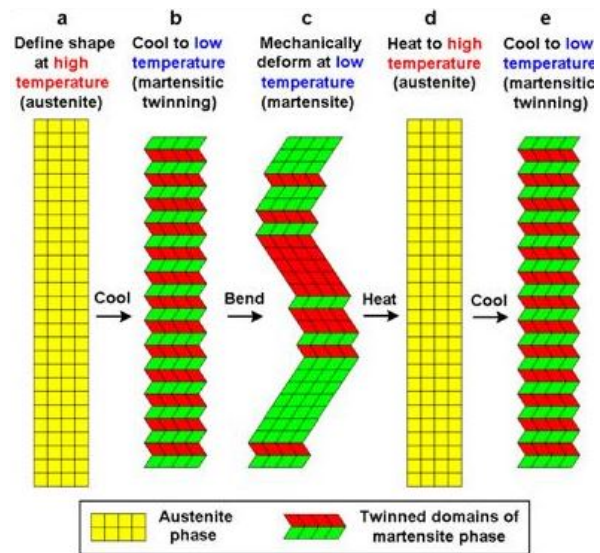 a
Define shape
at high
temperature
(austenite)
b
Cool to low
temperature
(martensitic
twinning)
c
Mechanically
deform at low
temperature
(martensite)
d
Heat to high
temperature
(austenite)
e
Cool to low
temperature
(martensitic
twinning)
Cool
Bend
Heat
Cool
Austenite
phase
Twinned domains of
martensite phase